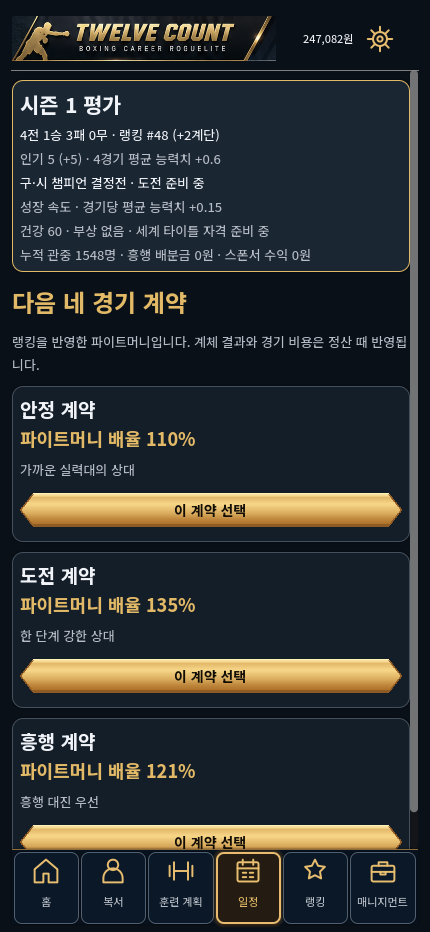 TWELVE COUNT
BOXING CAREER ROGUELITE
247,082원
시즌 1 평가
4전 1승 3패 0무 · 랭킹 #48 (+2계단)
인기 5 (+5) · 4경기 평균 능력치 +0.6
구·시 챔피언 결정전 · 도전 준비 중
성장 속도 · 경기당 평균 능력치 +0.15
건강 60 · 부상 없음 · 세계 타이틀 자격 준비 중
누적 관중 1548명 · 흥행 배분금 0원 · 스폰서 수익 0원
다음 네 경기 계약
랭킹을 반영한 파이트머니입니다. 계체 결과와 경기 비용은 정산 때 반영됩
니다.
안정 계약
파이트머니 배율 110%
가까운 실력대의 상대
이 계약 선택
도전 계약
파이트머니 배율 135%
한 단계 강한 상대
이 계약 선택
흥행 계약
파이트머니 배율 121%
흥행 대진 우선
이 계약 선택
홈
복서
훈련 계획
일정
랭킹
매니지먼트